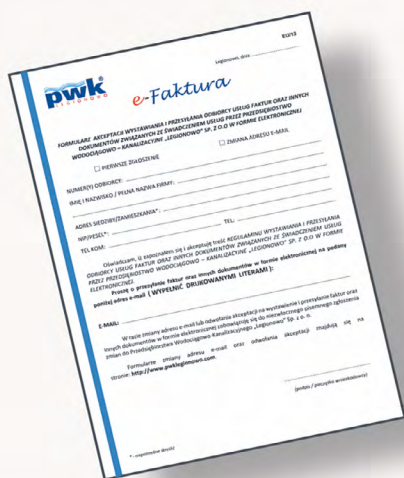 EU/13
Legionowo, dnia
pwk
LEGIONOWO
e-Faktura
FORMULARZ AKCEPTACJI WYSTAWIANIA I PRZESYŁANIA ODBIORCY USŁUG FAKTUR ORAZ INNYCH
DOKUMENTÓW ZWIĄZANYCH ZE ŚWIADCZENIEM USŁUG PRZEZ PRZEDSIĘBIORSTWO
WODOCIĄGOWO – KANALIZACYJNE „LEGIONOWO" SP. Z O.O W FORMIE ELEKTRONICZNEJ
PIERWSZE ZGŁOSZENIE
ZMIANA ADRESU E-MAIL
NUMER(Y) ODBIORCY:
IMIĘ I NAZWISKO / PEŁNA NAZWA FIRMY:
ADRES SIEDZIBY/ZAMIESZKANIA*:
NIP/PESEL*:
TEL:
TEL KOM:
Oświadczam, iż zapoznałem się i akceptuję treść REGULAMINU WYSTAWIANIA I PRZESYŁANIA
ODBIORCY USŁUG FAKTUR ORAZ INNYCH DOKUMENTÓW ZWIĄZANYCH ZE ŚWIADCZENIEM USŁUG
PRZEZ PRZEDSIĘBIORSTWO WODOCIĄGOWO – KANALIZACYJNE „LEGIONOWO" SP. Z O.O W FORMIE
ELEKTRONICZNEJ.
Proszę o przesyłanie faktur oraz innych dokumentów w formie elektronicznej na podany
poniżej adres e-mail ( WYPEŁNIĆ DRUKOWANYMI LITERAMI ):
E-MAIL:
W razie zmiany adresu e-mail lub odwołania akceptacji na wystawianie i przesyłanie faktur oraz
innych dokumentów w formie elektronicznej zobowiązuję się do niezwłocznego pisemnego zgłoszenia
zmian do Przedsiębiorstwa Wodociągowo Kanalizacyjnego „Legionowo" Sp. z o. o.
Formularze zmiany adresu e-mail oraz odwołania akceptacji znajdują się na
stronie: http://www.pwklegionowo.com.
(podpis / pieczątka wnioskodawcy)
* - niepotrzebne skreślić